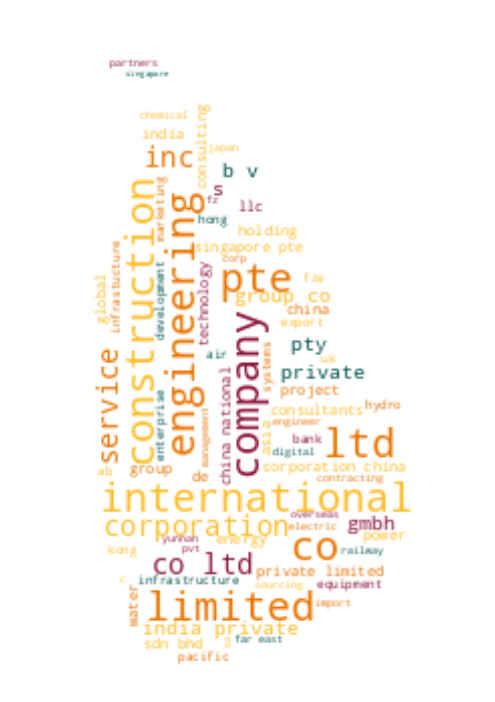 partners
singapore
chemical
india
consulting
japan
inc
b v
s
fz
llc
marketing
construction
engineering
hong
holding
singapore pte
corp
technology
infrastucture
global
development
pte
fze
group co
china
export
company
air
pty
uk
systems
private
service
project
enterprise
china national
management
consultants
hydro
engineer
asia
bank
ltd
digital
ab
group
de
corporation china
contracting
international
overseas
corporation
electric
gmbh
power
yunnan
energy
co
kong
pvt
railway
co ltd
private limited
c
infrastructure
sourcing
equipment
water
limited
import
india private
sdn bhd
far east
pacific